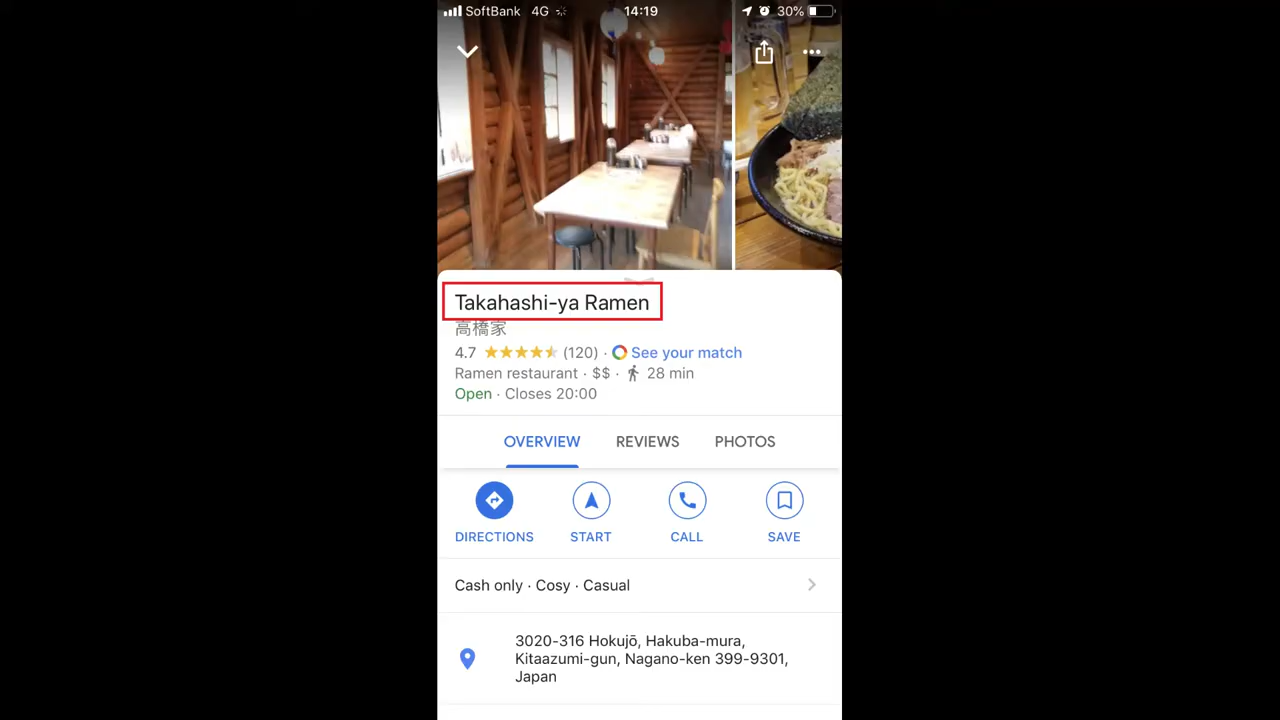 SoftBank 4G 14:19 30%
Takahashi-ya Ramen
高橋家
4.7 (120) · See your match
Ramen restaurant · $$ · 28 min
Open · Closes 20:00
OVERVIEW REVIEWS PHOTOS
DIRECTIONS START CALL SAVE
Cash only · Cosy · Casual
3020-316 Hokujō, Hakuba-mura,
Kitaazumi-gun, Nagano-ken 399-9301,
Japan